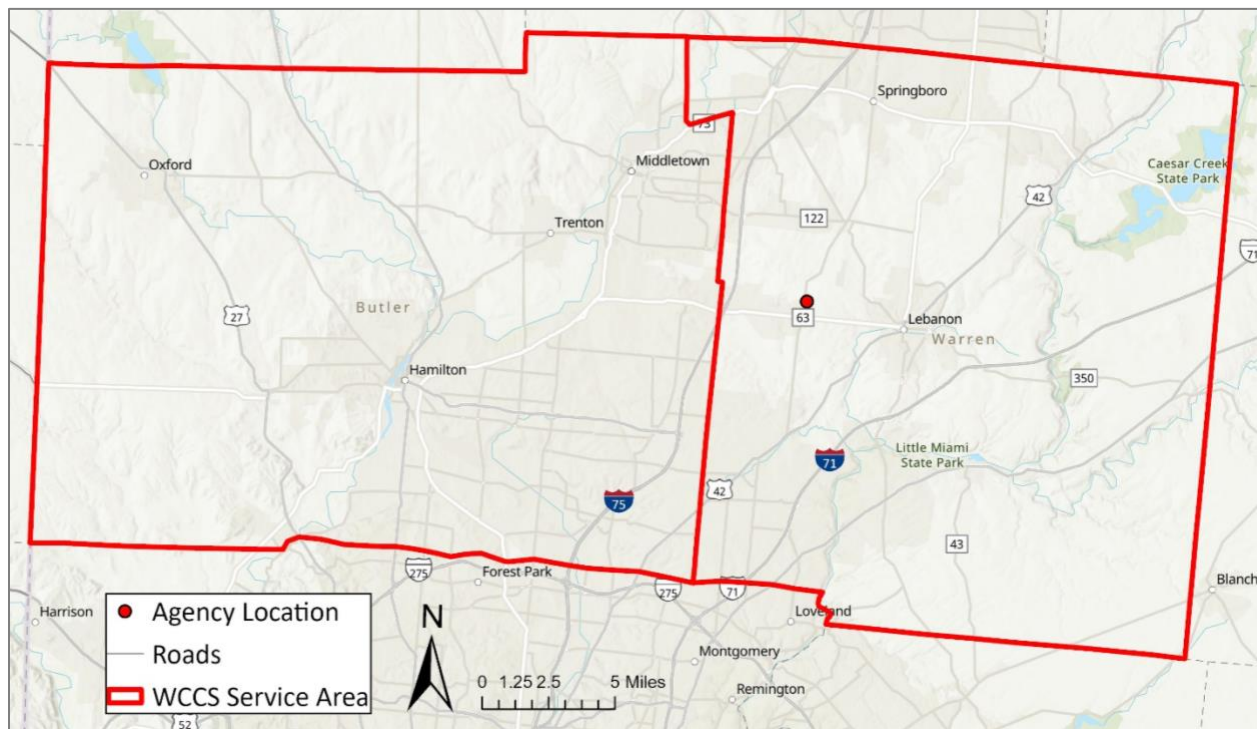 Springboro
Oxford
Middletown
73
Caesar Creek
State Park
42
Trenton
122
71
Butler
27
63
Lebanon
Warren
Hamilton
350
Little Miami
State Park
71
75
42
43
275
Forest Park
275
71
Blanch
Harrison
Loveland
Montgomery
Remington
52
Agency Location
Roads
WCCS Service Area
N
0 1.25 2.5 5 Miles